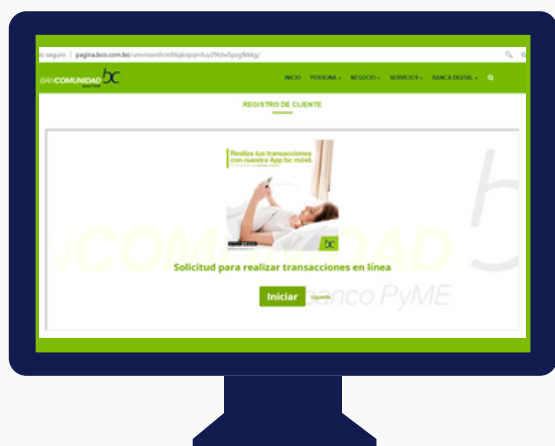 o seguro | pagina.bco.com.bo/
BANCOMUNIDAD bc
INICIO PERSONA NEGOCIO SERVICIOS BANCA DIGITAL
REGISTRO DE CLIENTE
Realiza tus transacciones
con nuestra App bc móvil,
bc
Solicitud para realizar transacciones en línea
Iniciar Siguiente
BANCOMUNIDAD b
banco PyME